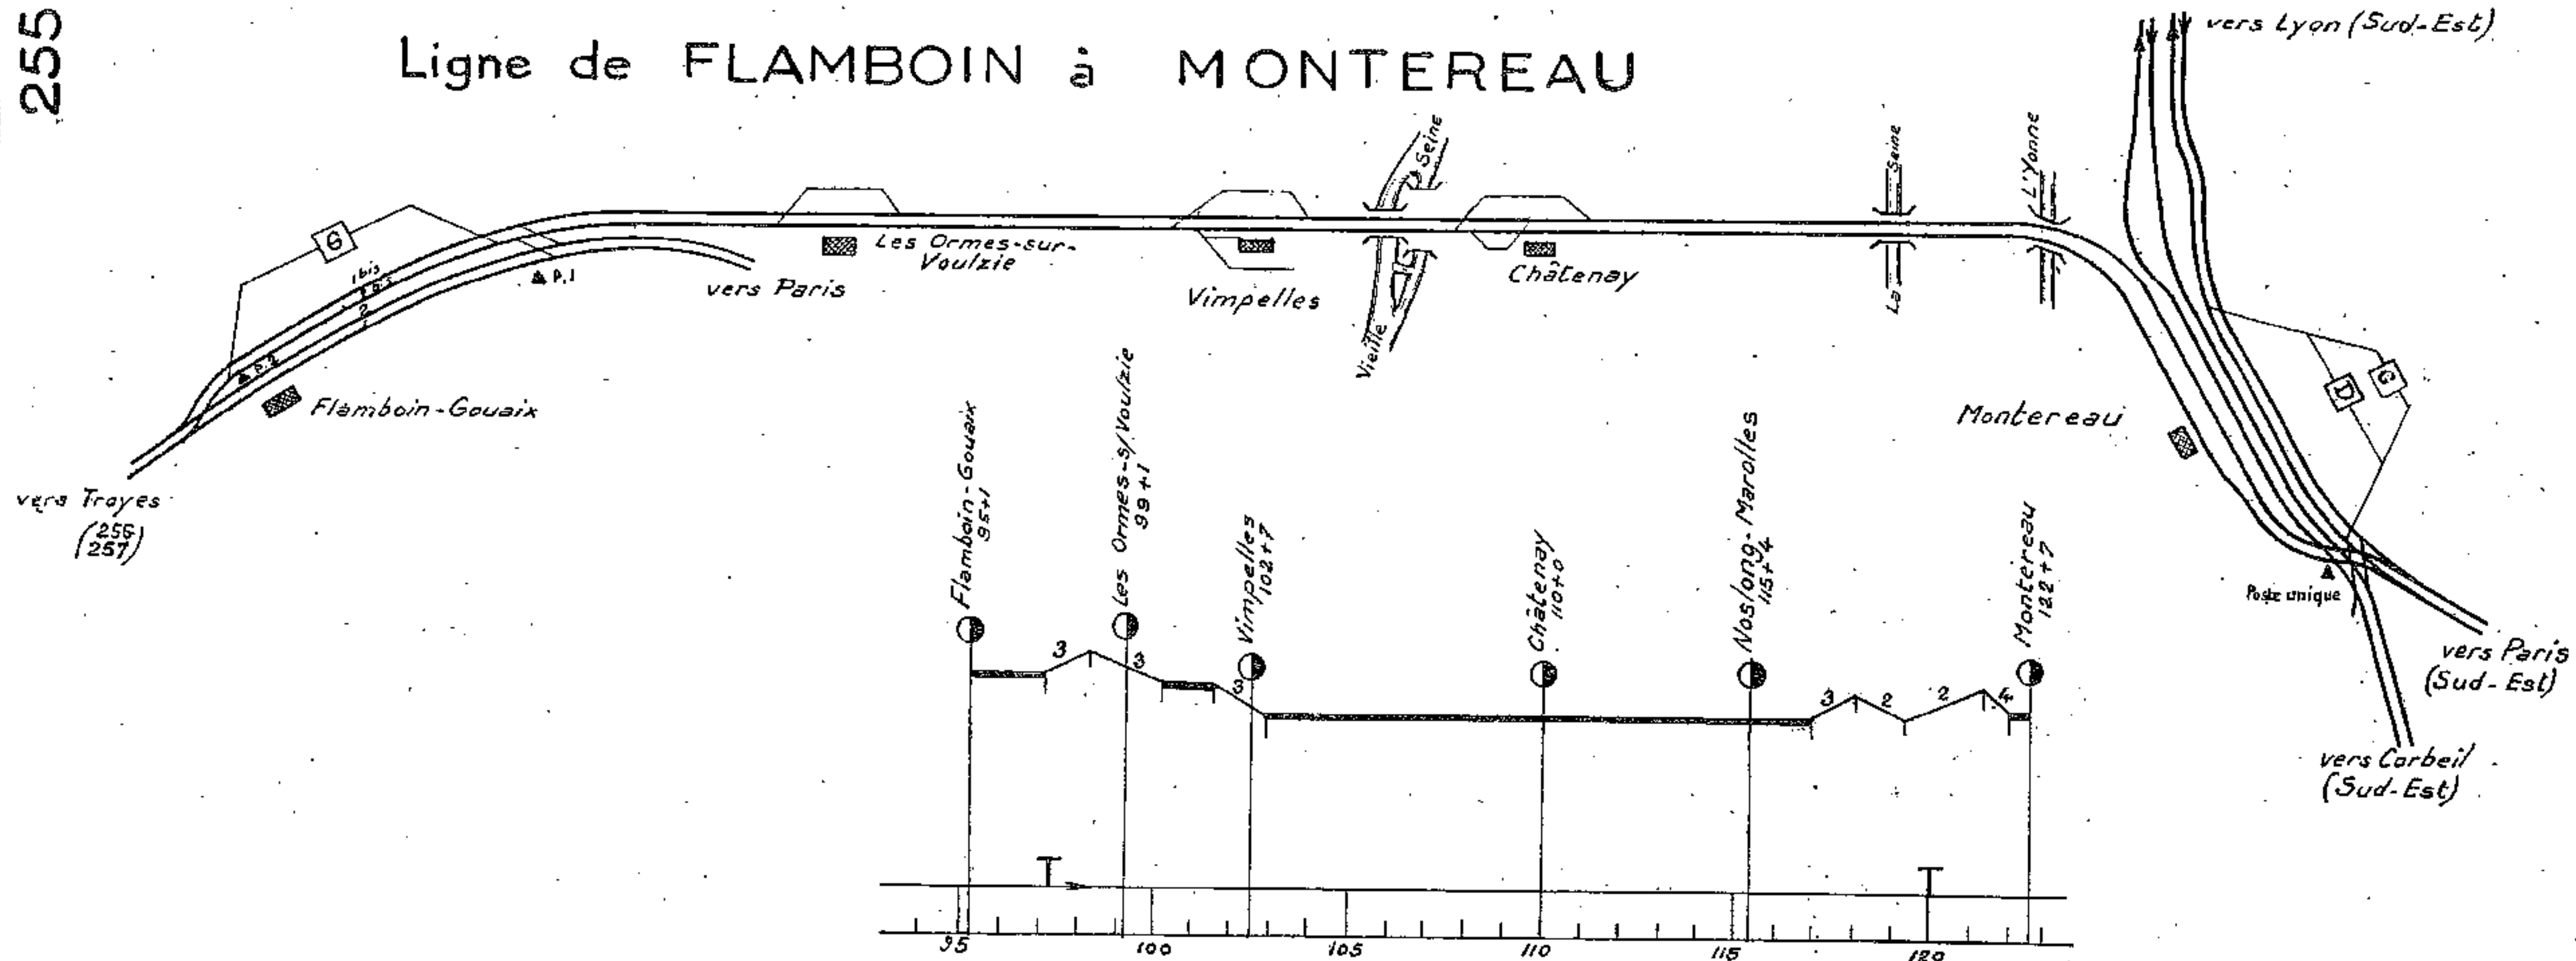 255
Ligne de FLAMBOIN à MONTEREAU
vers Lyon (Sud-Est)
Seine
Seine
L'Yonne
G
1 bis
2
1
P.1
P.2
Les Ormes-sur-
Voulzie
vers Paris
Vimpelles
Châtenay
La
Vieille
Flamboin-Gouaix
vers Troyes
(256
257)
Montereau
D
G
Poste unique
vers Paris
(Sud-Est)
vers Corbeil
(Sud-Est)
Flamboin-Gouaix
95+1
Les Ormes-s/Voulzie
99+1
Vimpelles
102+7
Châtenay
110+0
Noslong-Marolles
115+4
Montereau
122+7
3
3
3
3
2
2
4
95
100
105
110
115
120